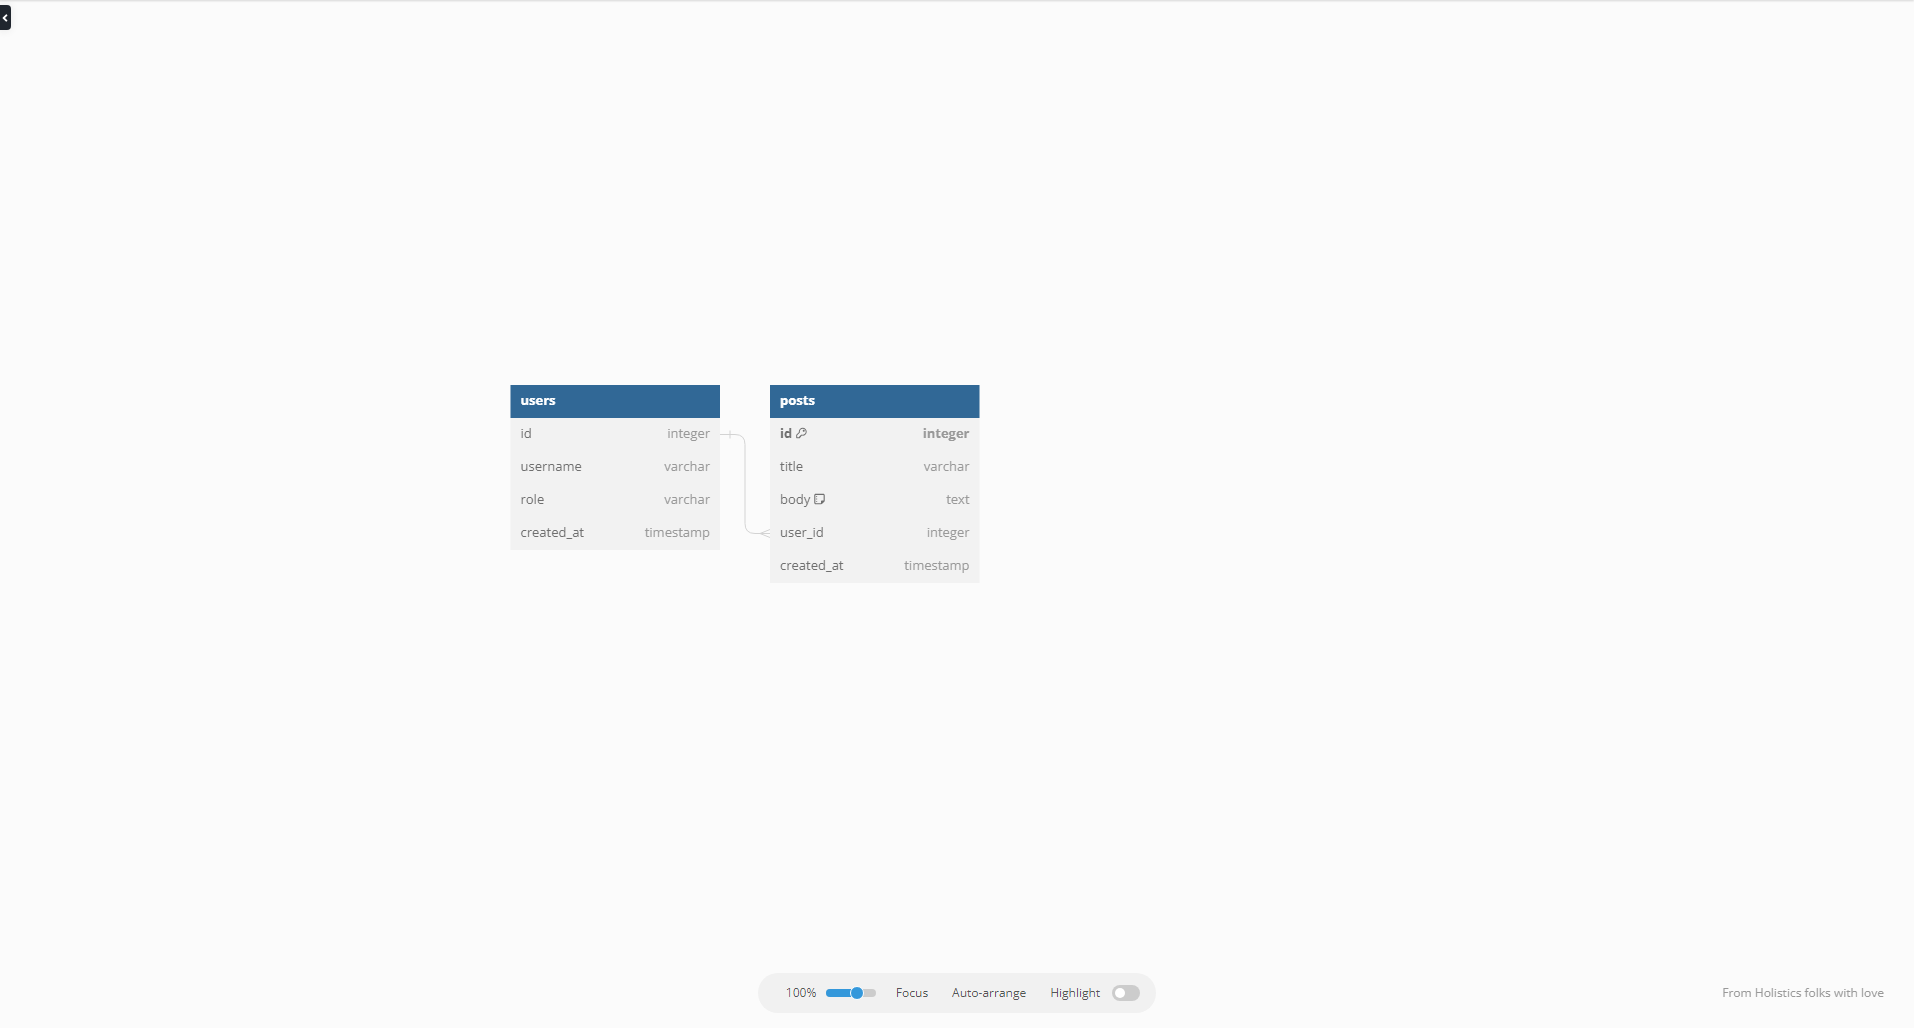 users
id integer
username varchar
role varchar
created_at timestamp
posts
id integer
title varchar
body text
user_id integer
created_at timestamp
100% Focus Auto-arrange Highlight
From Holistics folks with love